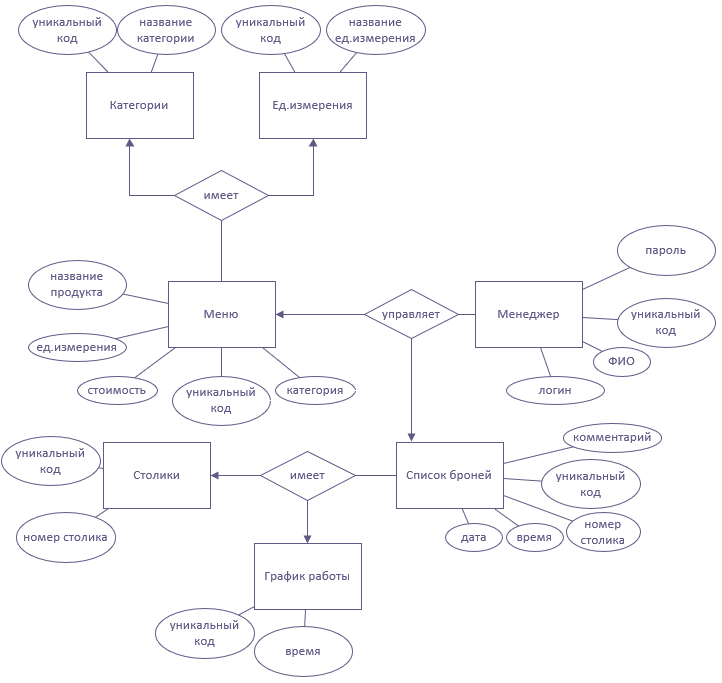 уникальный
код
название
категории
уникальный
код
название
ед.измерения
Категории
Ед.измерения
имеет
пароль
название
продукта
Меню
управляет
Менеджер
уникальный
код
ед.измерения
ФИО
стоимость
уникальный
код
категория
логин
комментарий
уникальный
код
Столики
имеет
Список броней
уникальный
код
номер столика
дата
время
номер
столика
График работы
уникальный
код
время